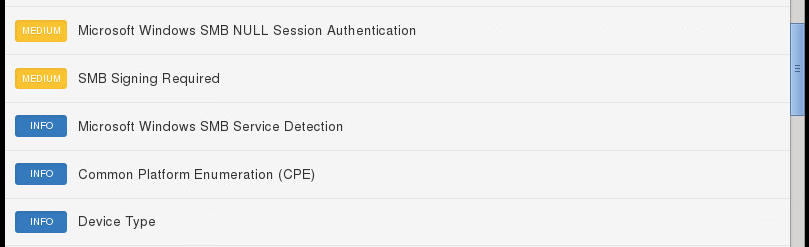 MEDIUM Microsoft Windows SMB NULL Session Authentication
MEDIUM SMB Signing Required
INFO Microsoft Windows SMB Service Detection
INFO Common Platform Enumeration (CPE)
INFO Device Type